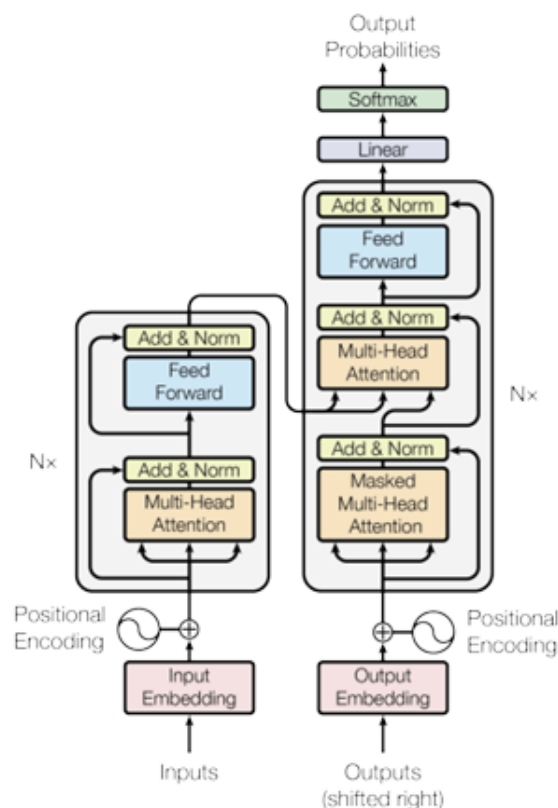 Output
Probabilities
Softmax
Linear
Add & Norm
Feed
Forward
Add & Norm
Multi-Head
Attention
Add & Norm
Masked
Multi-Head
Attention
N×
Positional
Encoding
Output
Embedding
Outputs
(shifted right)
Add & Norm
Feed
Forward
Add & Norm
Multi-Head
Attention
N×
Positional
Encoding
Input
Embedding
Inputs